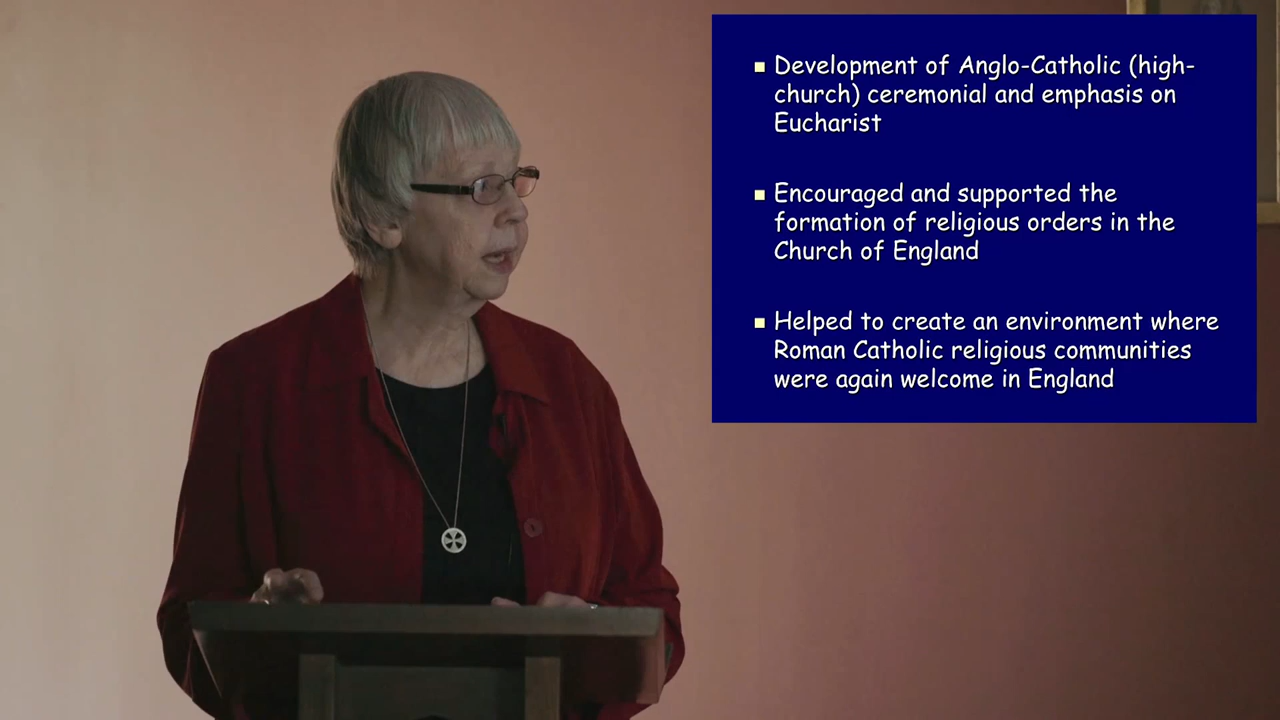 ■ Development of Anglo-Catholic (high-
church) ceremonial and emphasis on
Eucharist
■ Encouraged and supported the
formation of religious orders in the
Church of England
■ Helped to create an environment where
Roman Catholic religious communities
were again welcome in England